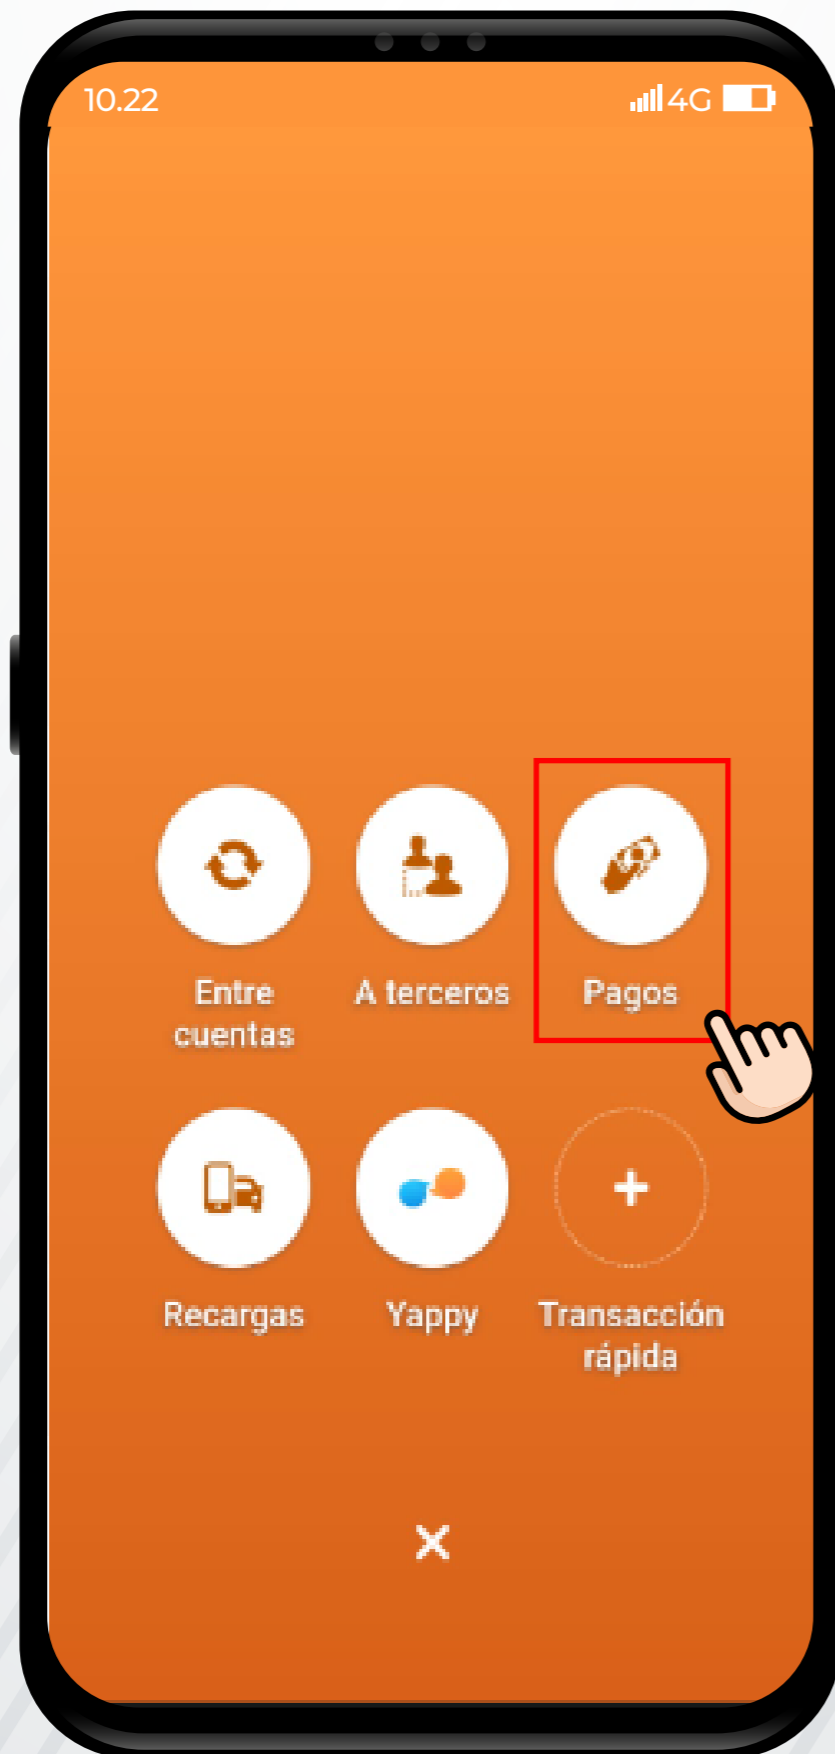 10.22 4G
Entre
cuentas
A terceros
Pagos
Recargas
Yappy
Transacción
rápida